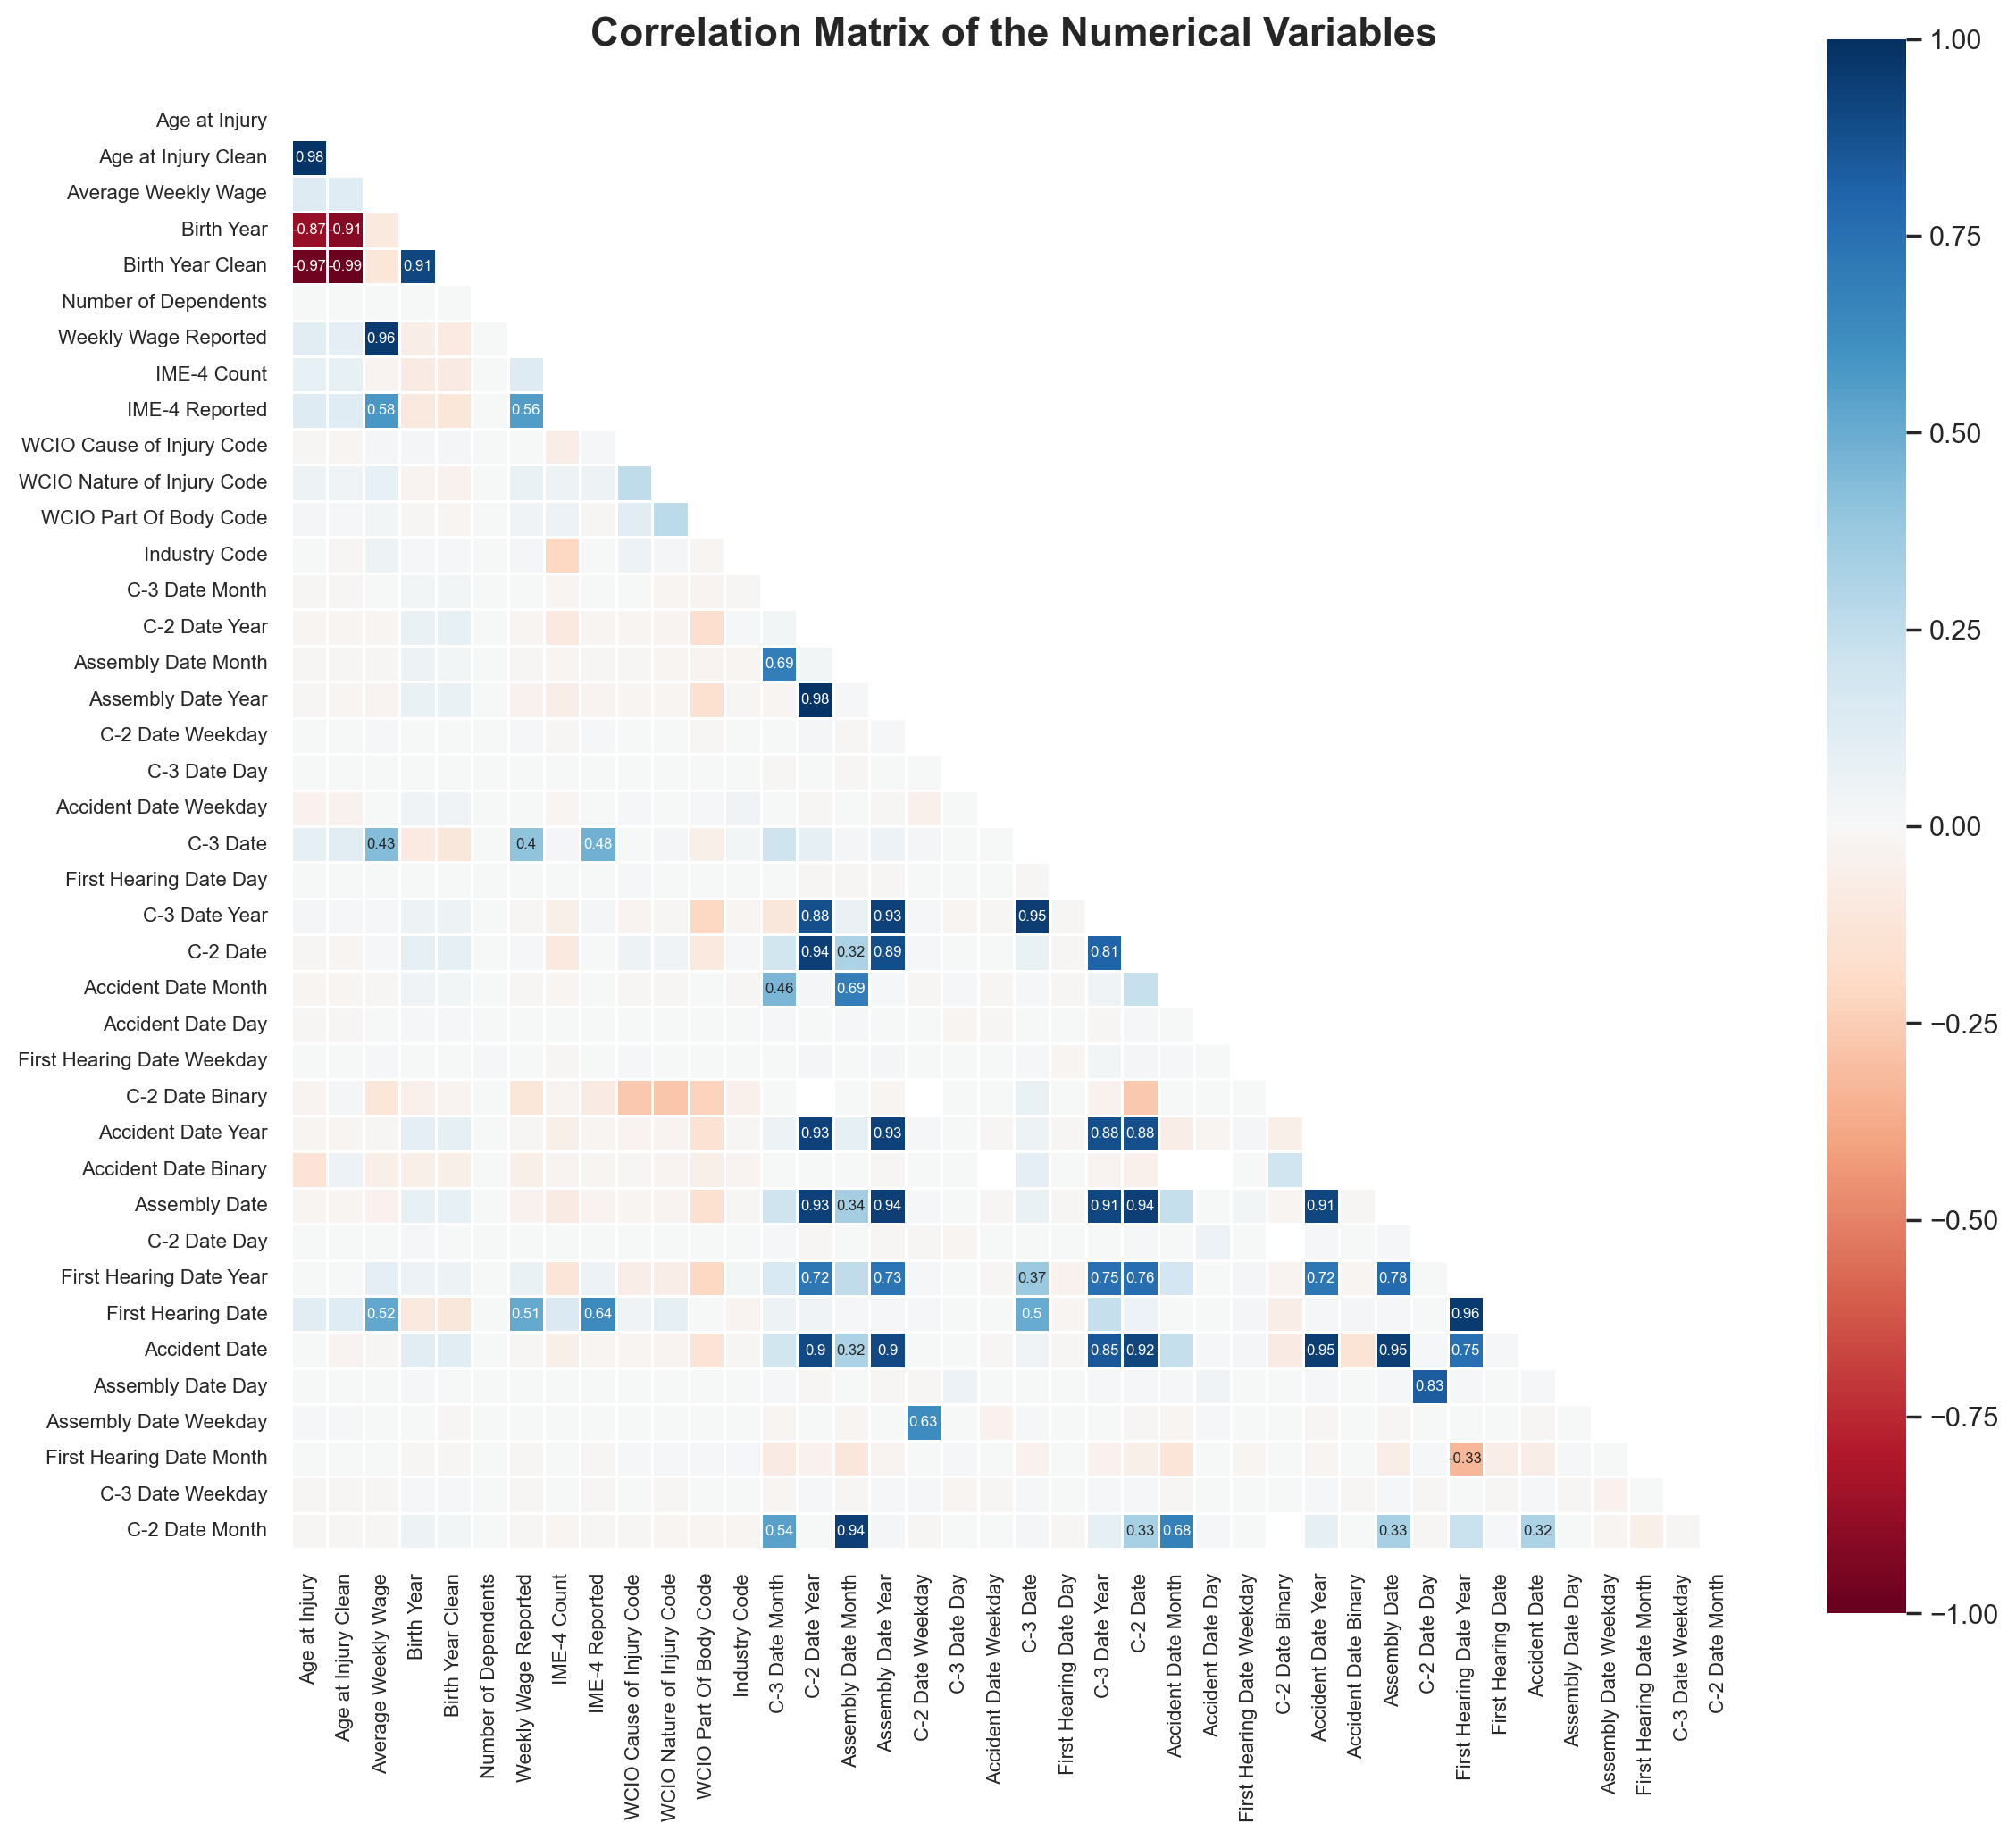 Correlation Matrix of the Numerical Variables
Age at Injury
Age at Injury Clean 0.98
Average Weekly Wage
Birth Year -0.87 -0.91
Birth Year Clean -0.97 -0.99 0.91
Number of Dependents
Weekly Wage Reported 0.96
IME-4 Count
IME-4 Reported 0.58 0.56
WCIO Cause of Injury Code
WCIO Nature of Injury Code
WCIO Part Of Body Code
Industry Code
C-3 Date Month
C-2 Date Year
Assembly Date Month 0.69
Assembly Date Year 0.98
C-2 Date Weekday
C-3 Date Day
Accident Date Weekday
C-3 Date 0.43 0.4 0.48
First Hearing Date Day
C-3 Date Year 0.88 0.93 0.95
C-2 Date 0.94 0.32 0.89 0.81
Accident Date Month 0.46 0.69
Accident Date Day
First Hearing Date Weekday
C-2 Date Binary
Accident Date Year 0.93 0.93 0.88 0.88
Accident Date Binary
Assembly Date 0.93 0.34 0.94 0.91 0.94 0.91
C-2 Date Day
First Hearing Date Year 0.72 0.73 0.37 0.75 0.76 0.72 0.78
First Hearing Date 0.52 0.51 0.64 0.5 0.96
Accident Date 0.9 0.32 0.9 0.85 0.92 0.95 0.95 0.75
Assembly Date Day 0.83
Assembly Date Weekday 0.63
First Hearing Date Month -0.33
C-3 Date Weekday
C-2 Date Month 0.54 0.94 0.33 0.68 0.33 0.32
Age at Injury
Age at Injury Clean
Average Weekly Wage
Birth Year
Birth Year Clean
Number of Dependents
Weekly Wage Reported
IME-4 Count
IME-4 Reported
WCIO Cause of Injury Code
WCIO Nature of Injury Code
WCIO Part Of Body Code
Industry Code
C-3 Date Month
C-2 Date Year
Assembly Date Month
Assembly Date Year
C-2 Date Weekday
C-3 Date Day
Accident Date Weekday
C-3 Date
First Hearing Date Day
C-3 Date Year
C-2 Date
Accident Date Month
Accident Date Day
First Hearing Date Weekday
C-2 Date Binary
Accident Date Year
Accident Date Binary
Assembly Date
C-2 Date Day
First Hearing Date Year
First Hearing Date
Accident Date
Assembly Date Day
Assembly Date Weekday
First Hearing Date Month
C-3 Date Weekday
C-2 Date Month
1.00
0.75
0.50
0.25
0.00
−0.25
−0.50
−0.75
−1.00